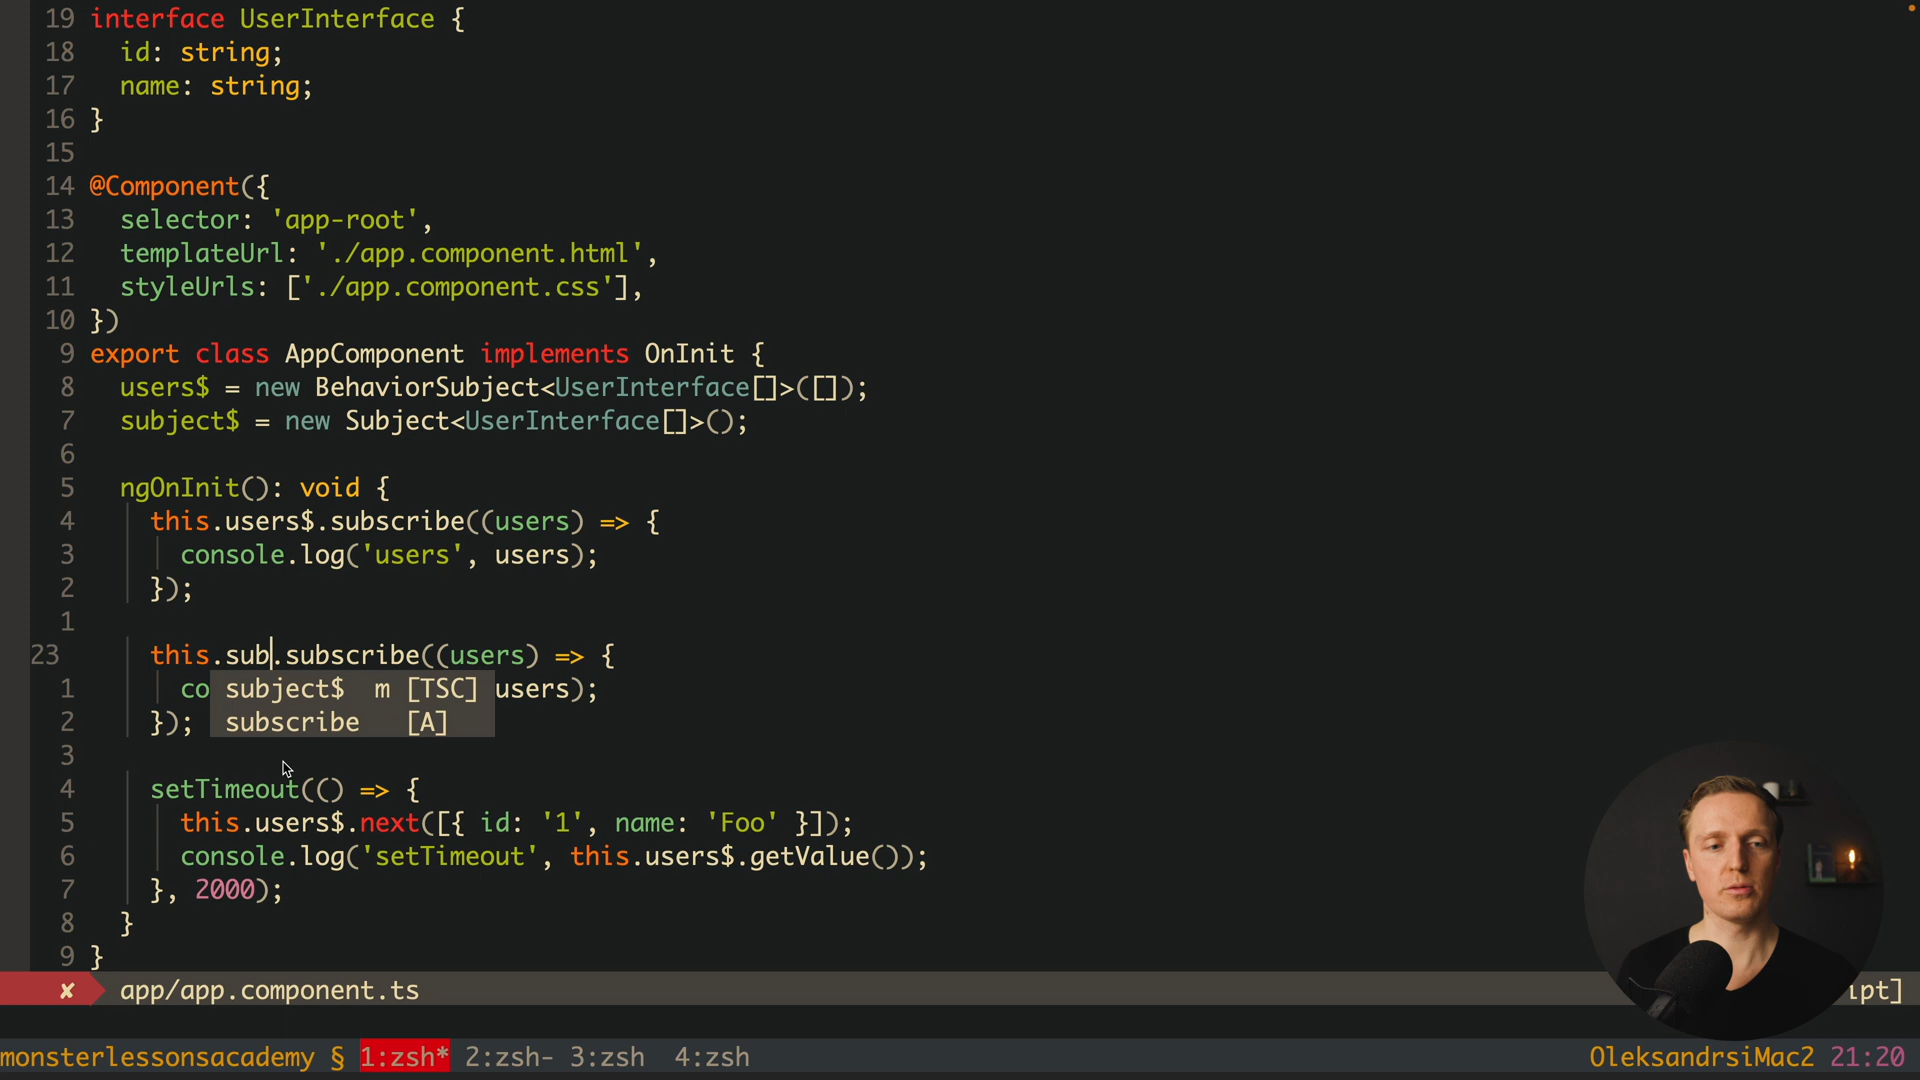 19 interface UserInterface {
18 id: string;
17 name: string;
16 }
15
14 @Component({
13 selector: 'app-root',
12 templateUrl: './app.component.html',
11 styleUrls: ['./app.component.css'],
10 })
9 export class AppComponent implements OnInit {
8 users$ = new BehaviorSubject<UserInterface[]>([]);
7 subject$ = new Subject<UserInterface[]>();
6
5 ngOnInit(): void {
4 this.users$.subscribe((users) => {
3 console.log('users', users);
2 });
1
23 this.sub.subscribe((users) => {
1 co subject$ m [TSC] users);
2 }); subscribe [A]
3
4 setTimeout(() => {
5 this.users$.next([{ id: '1', name: 'Foo' }]);
6 console.log('setTimeout', this.users$.getValue());
7 }, 2000);
8 }
9 }
✘ app/app.component.ts ipt]
monsterlessonsacademy § 1:zsh* 2:zsh- 3:zsh 4:zsh OleksandrsiMac2 21:20